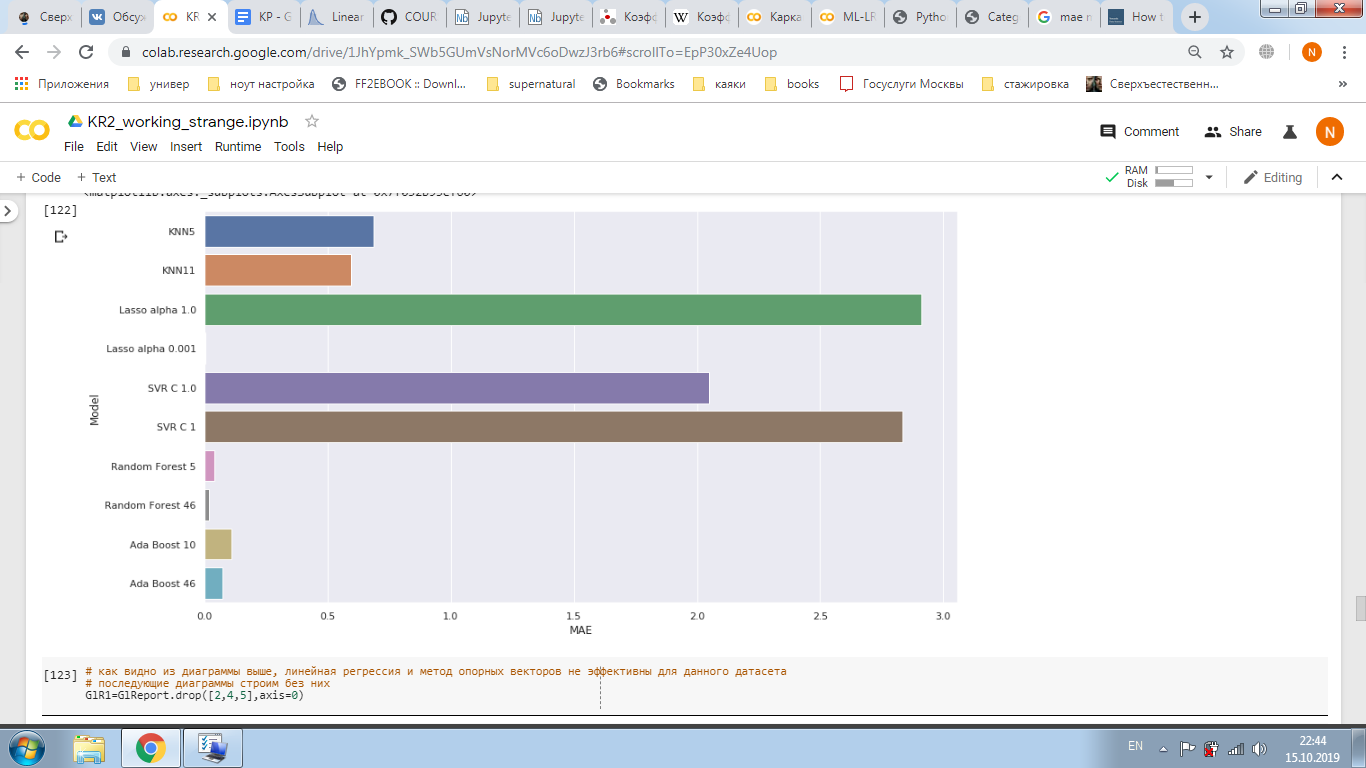 Сверх Обсуж KR KP - G Linear COUR Jupyte Jupyte Коэфф Коэфф Карка ML-LR Pytho Categ mae n How t
colab.research.google.com/drive/1JhYpmk_SWb5GUmVsNorMVc6oDwzJ3rb6#scrollTo=EpP30xZe4Uop
N
Приложения универ ноут настройка FF2EBOOK :: Downl... supernatural Bookmarks каяки books Госуслуги Москвы стажировка Сверхъестественн... »
KR2_working_strange.ipynb
File Edit View Insert Runtime Tools Help
Comment Share N
+ Code + Text
RAM
Disk
Editing
[122]
KNN5
KNN11
Lasso alpha 1.0
Lasso alpha 0.001
SVR C 1.0
SVR C 1
Random Forest 5
Random Forest 46
Ada Boost 10
Ada Boost 46
Model
0.0 0.5 1.0 1.5 2.0 2.5 3.0
MAE
[123]
# как видно из диаграммы выше, линейная регрессия и метод опорных векторов не эффективны для данного датасета
# последующие диаграммы строим без них
GlR1=GlReport.drop([2,4,5],axis=0)
EN
22:44
15.10.2019